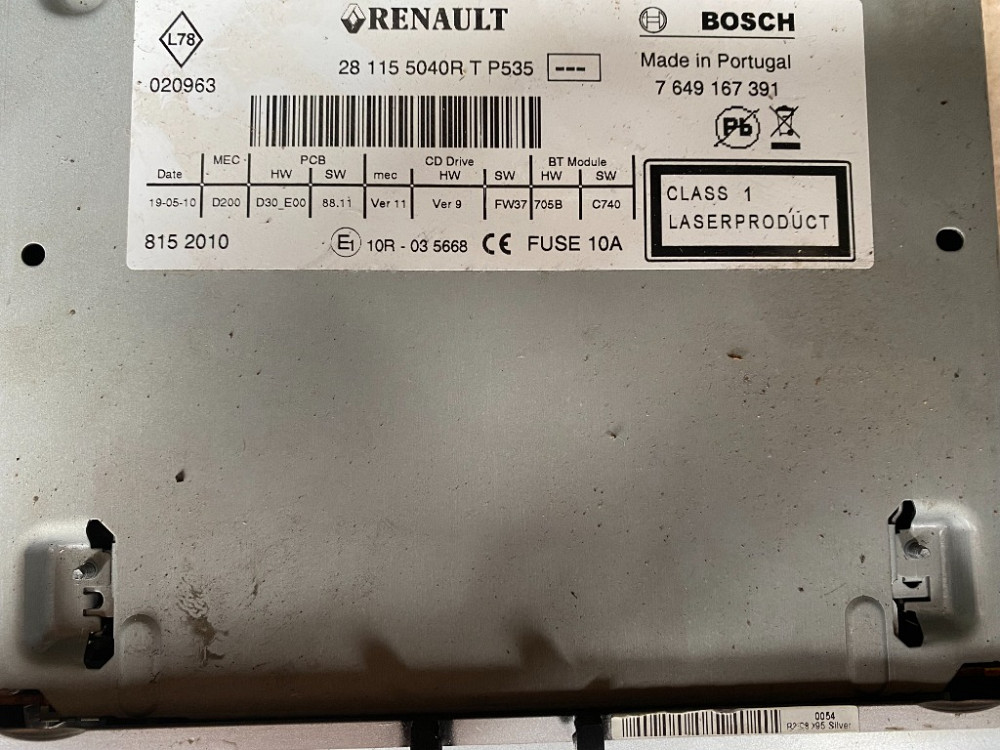 L78
020963
RENAULT
28 115 5040R T P535 ---
BOSCH
Made in Portugal
7 649 167 391
Pb
MEC PCB CD Drive BT Module
Date HW SW mec HW SW HW SW
19-05-10 D200 D30_E00 88.11 Ver 11 Ver 9 FW37 705B C740
815 2010 E1 10R - 03 5668 CE FUSE 10A
CLASS 1
LASERPRODUCT
0054
Silver